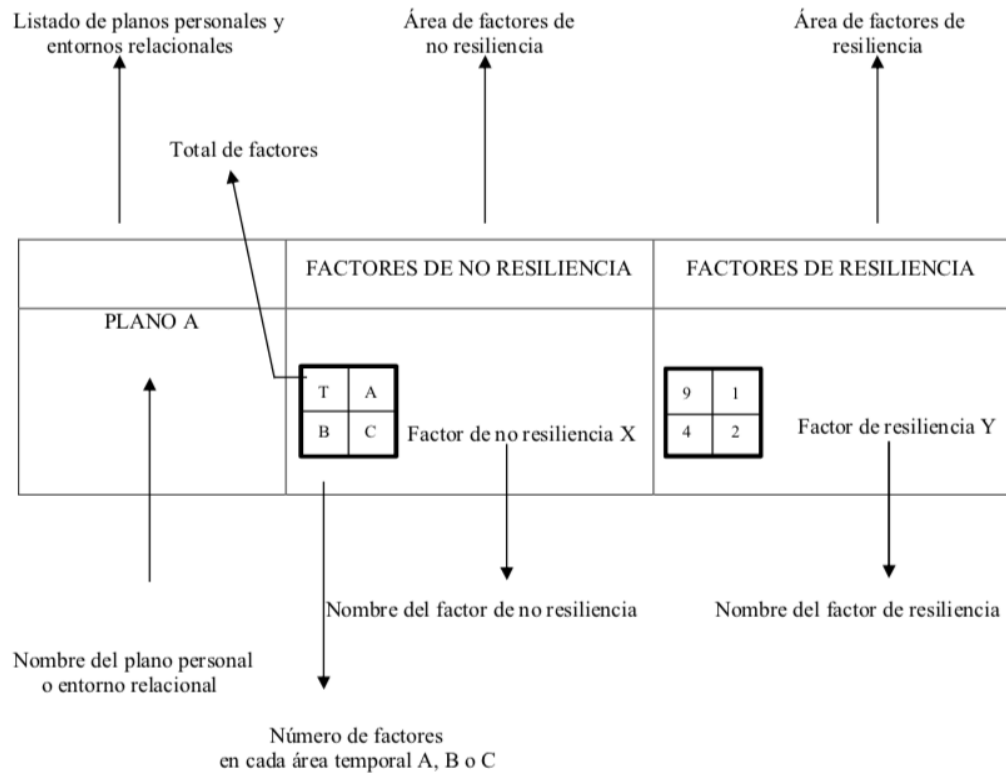 Listado de planos personales y
entornos relacionales
Área de factores de
no resiliencia
Área de factores de
resiliencia
Total de factores
FACTORES DE NO RESILIENCIA
FACTORES DE RESILIENCIA
PLANO A
T A
B C
Factor de no resiliencia X
9 1
4 2
Factor de resiliencia Y
Nombre del factor de no resiliencia
Nombre del factor de resiliencia
Nombre del plano personal
o entorno relacional
Número de factores
en cada área temporal A, B o C